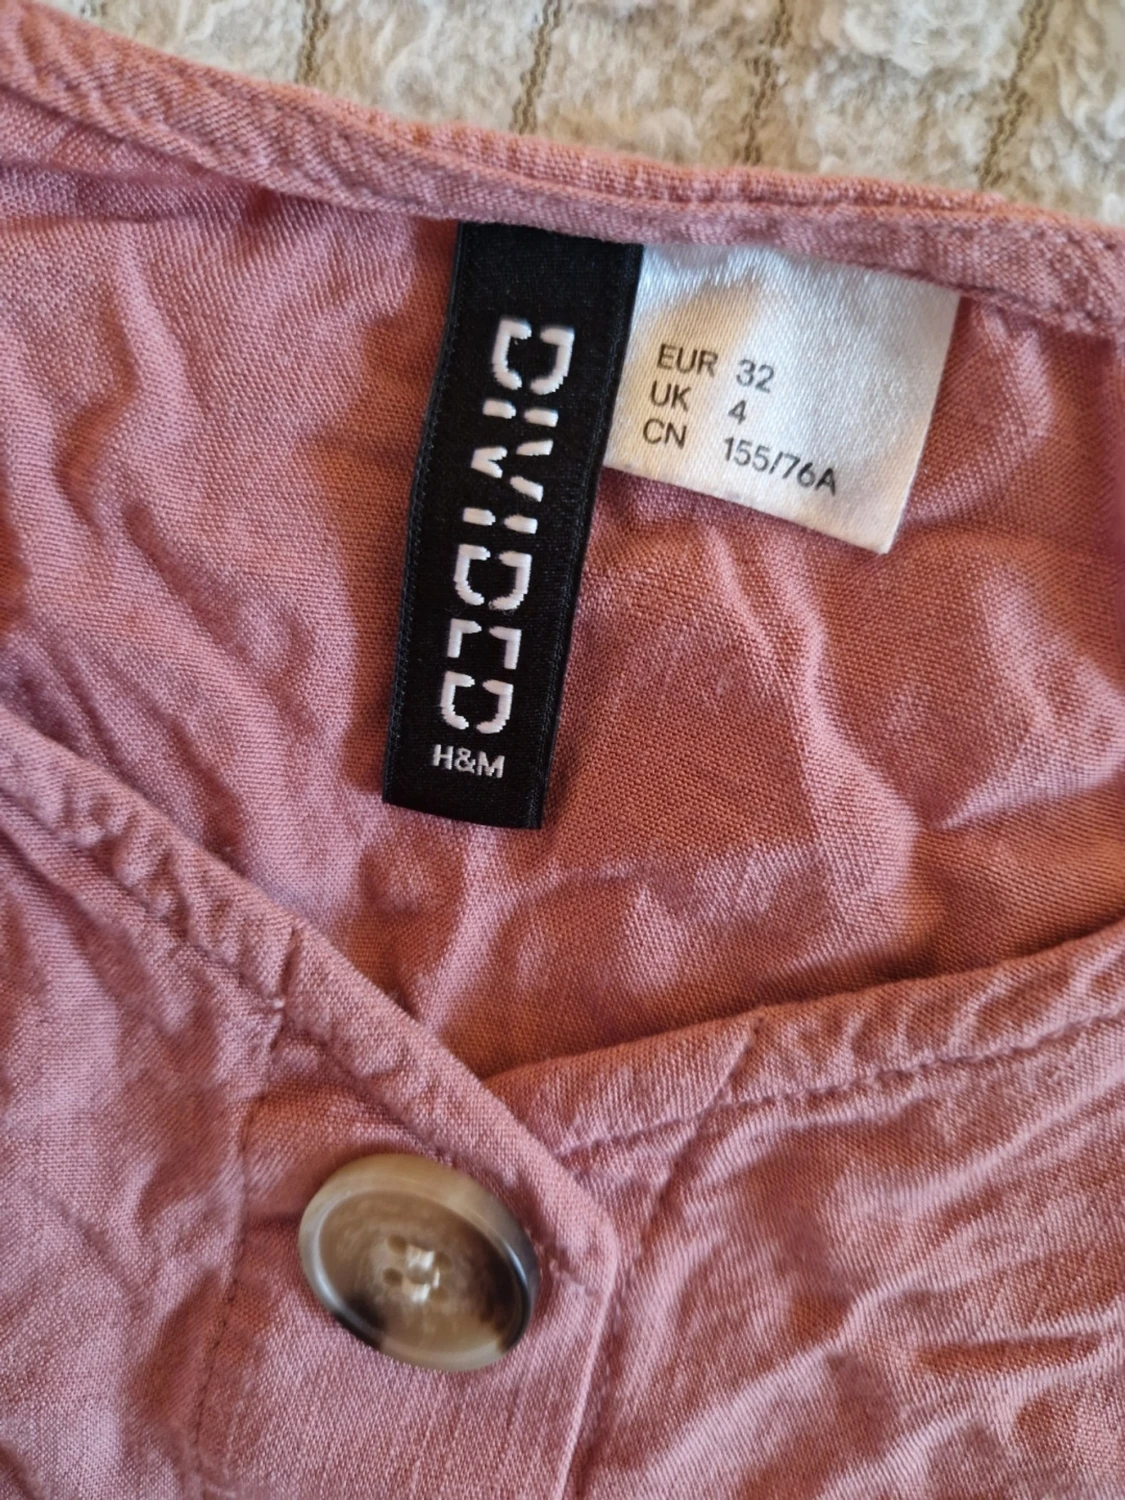 DIVIDED
H&M
EUR 32
UK 4
CN 155/76A